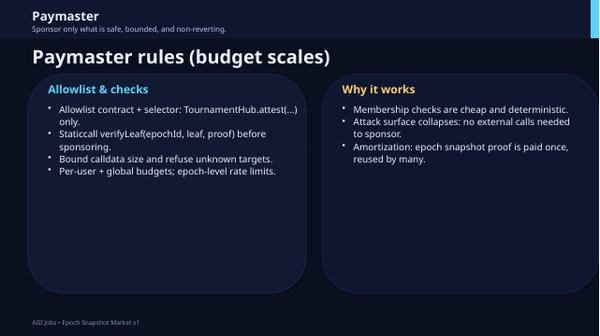 Paymaster
Sponsor only what is safe, bounded, and non-reverting.
Paymaster rules (budget scales)
Allowlist & checks
• Allowlist contract + selector: TournamentHub.attest(...)
only.
• Staticcall verifyLeaf(epochId, leaf, proof) before
sponsoring.
• Bound calldata size and refuse unknown targets.
• Per-user + global budgets; epoch-level rate limits.
Why it works
• Membership checks are cheap and deterministic.
• Attack surface collapses: no external calls needed
to sponsor.
• Amortization: epoch snapshot proof is paid once,
reused by many.
AGI Jobs • Epoch Snapshot Market v1